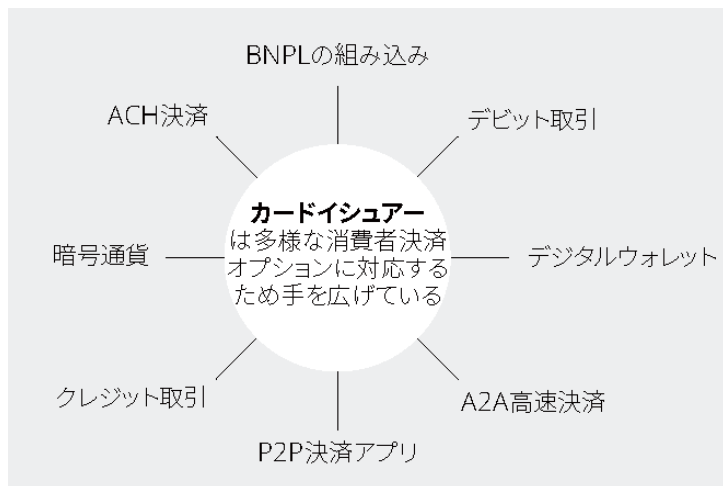 BNPLの組み込み
ACH決済
デビット取引
カードイシュアー
は多様な消費者決済
オプションに対応する
ため手を広げている
暗号通貨
デジタルウォレット
クレジット取引
A2A高速決済
P2P決済アプリ